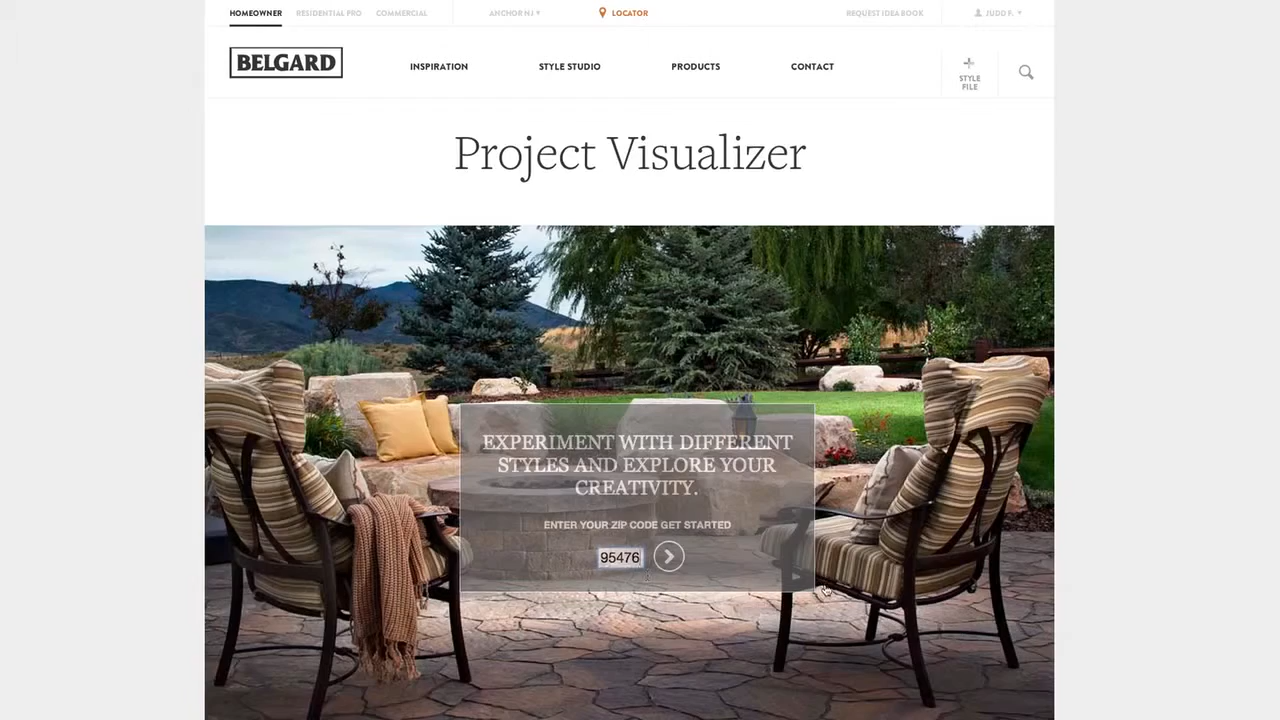 HOMEOWNER RESIDENTIAL PRO COMMERCIAL ANCHOR NJ LOCATOR REQUEST IDEA BOOK JUDD F.
BELGARD INSPIRATION STYLE STUDIO PRODUCTS CONTACT
STYLE
FILE
Project Visualizer
EXPERIMENT WITH DIFFERENT
STYLES AND EXPLORE YOUR
CREATIVITY.
ENTER YOUR ZIP CODE GET STARTED
95476